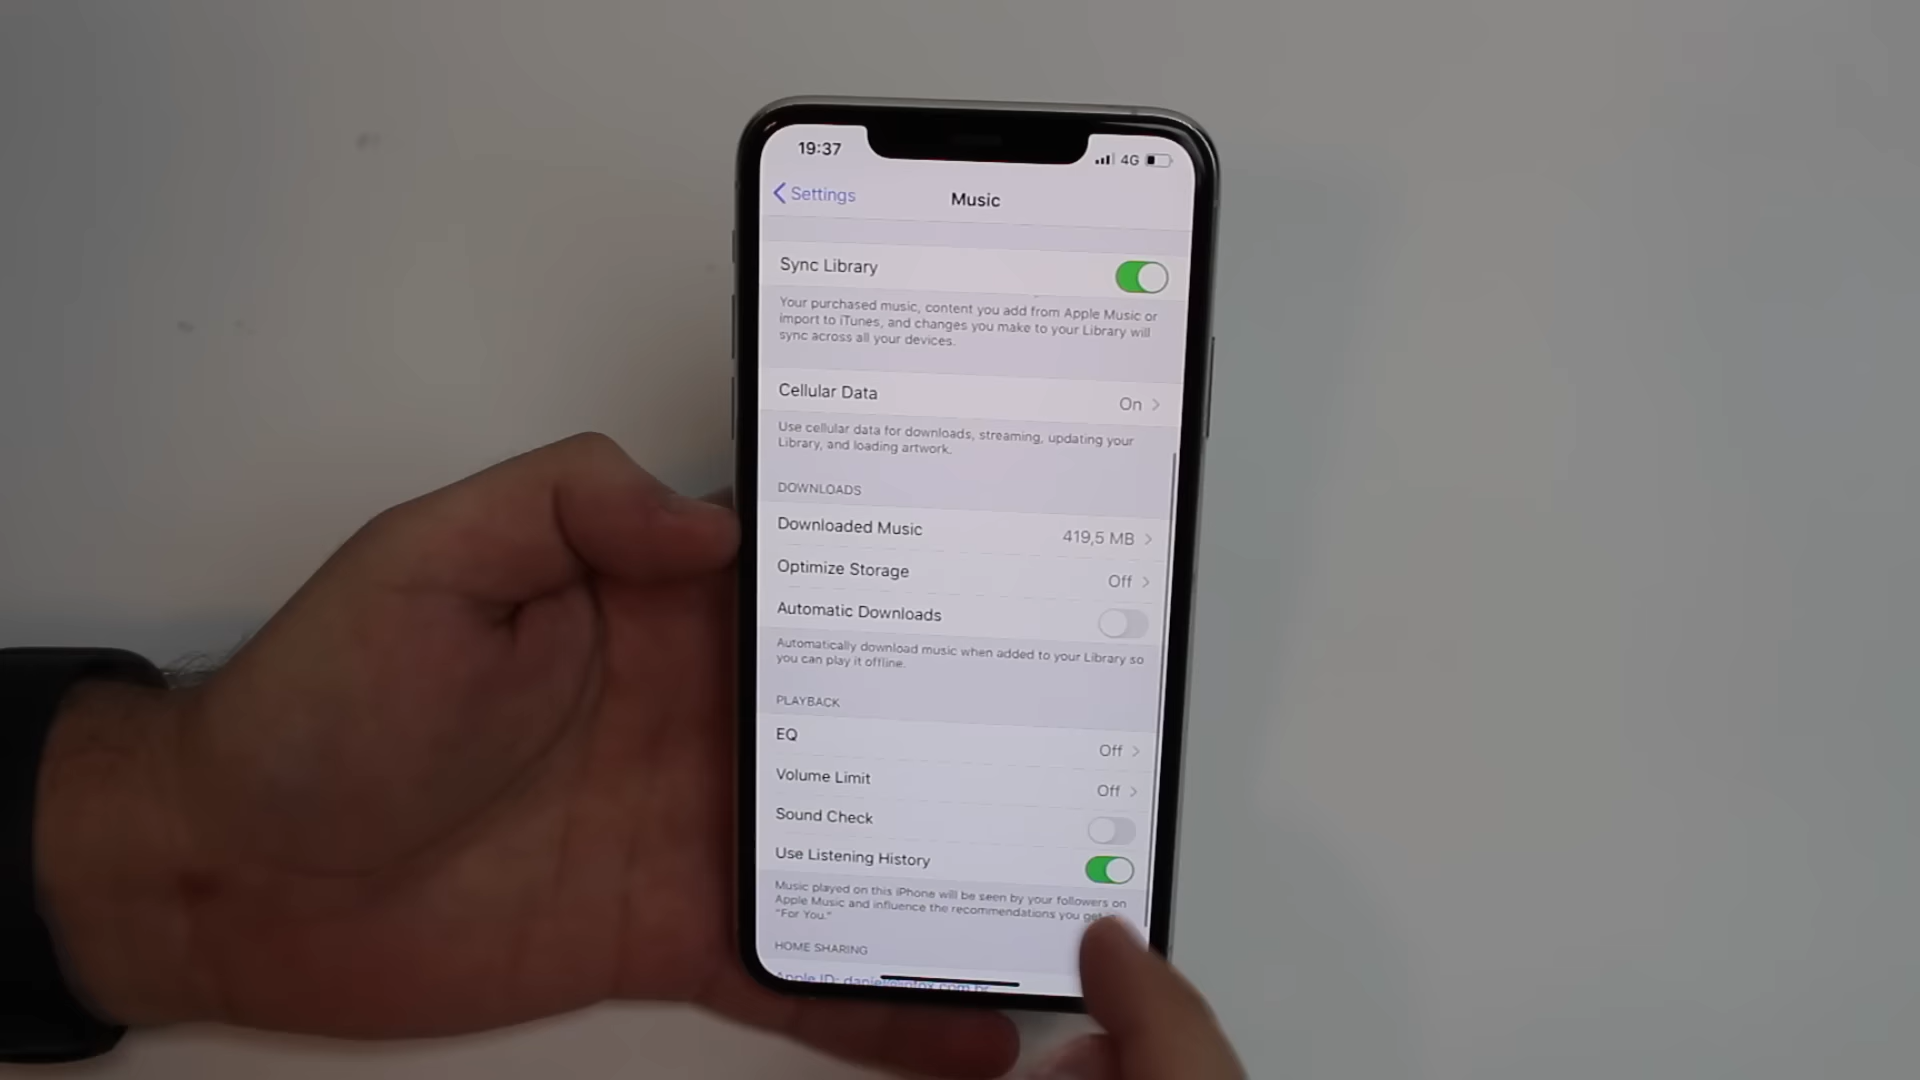 19:37
4G
Settings
Music
Sync Library
Your purchased music, content you add from Apple Music or
import to iTunes, and changes you make to your Library will
sync across all your devices.
Cellular Data
On
Use cellular data for downloads, streaming, updating your
Library, and loading artwork.
DOWNLOADS
Downloaded Music
419,5 MB
Optimize Storage
Off
Automatic Downloads
Automatically download music when added to your Library so
you can play it offline.
PLAYBACK
EQ
Off
Volume Limit
Off
Sound Check
Use Listening History
Music played on this iPhone will be seen by your followers on
Apple Music and influence the recommendations you get
"For You."
HOME SHARING
Apple ID: